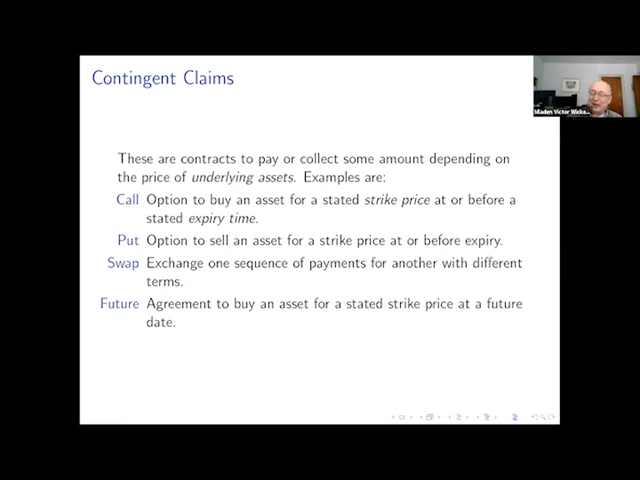 Contingent Claims
Mladen Victor Wicke...
These are contracts to pay or collect some amount depending on
the price of underlying assets. Examples are:
Call Option to buy an asset for a stated strike price at or before a
stated expiry time.
Put Option to sell an asset for a strike price at or before expiry.
Swap Exchange one sequence of payments for another with different
terms.
Future Agreement to buy an asset for a stated strike price at a future
date.